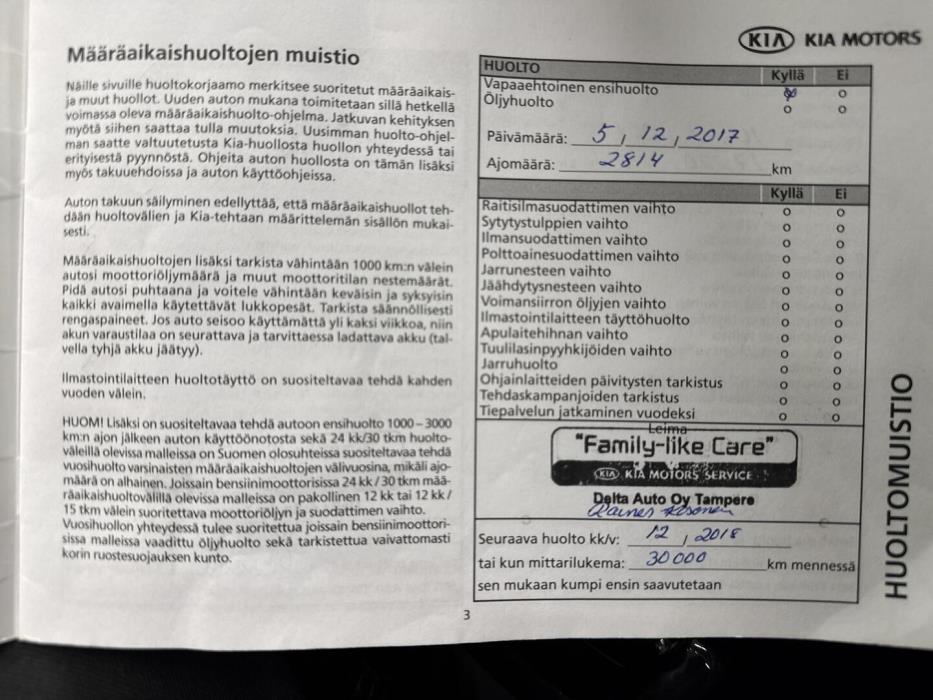 Määräaikaishuoltojen muistio
Näille sivuille huoltokorjaamo merkitsee suoritetut määräaikais-
ja muut huollot. Uuden auton mukana toimitetaan sillä hetkellä
voimassa oleva määräaikaishuolto-ohjelma. Jatkuvan kehityksen
myötä siihen saattaa tulla muutoksia. Uusimman huolto-ohjel-
man saatte valtuutetusta Kia-huollosta huollon yhteydessä tai
erityisestä pyynnöstä. Ohjeita auton huollosta on tämän lisäksi
myös takuuehdoissa ja auton käyttöohjeissa.
Auton takuun säilyminen edellyttää, että määräaikaishuollot teh-
dään huoltovälien ja Kia-tehtaan määrittelemän sisällön mukai-
sesti.
Määräaikaishuoltojen lisäksi tarkista vähintään 1000 km:n välein
autosi moottoriöljymäärä ja muut moottoritilan nestemäärät.
Pidä autosi puhtaana ja voitele vähintään keväisin ja syksyisin
kaikki avaimella käytettävät lukkopesät. Tarkista säännöllisesti
rengaspaineet. Jos auto seisoo käyttämättä yli kaksi viikkoa, niin
akun varaustilaa on seurattava ja tarvittaessa ladattava akku (tal-
vella tyhjä akku jäätyy).
Ilmastointilaitteen huoltotäyttö on suositeltavaa tehdä kahden
vuoden välein.
HUOM! Lisäksi on suositeltavaa tehdä autoon ensihuolto 1000 – 3000
km:n ajon jälkeen auton käyttöönotosta sekä 24 kk/30 tkm huolto-
väleillä olevissa malleissa on Suomen olosuhteissa suositeltavaa tehdä
vuosihuolto varsinaisten määräaikaishuoltojen välivuosina, mikäli ajo-
määrä on alhainen. Joissain bensiinimoottorisissa 24 kk / 30 tkm mää-
räaikaishuoltovälillä olevissa malleissa on pakollinen 12 kk tai 12 kk /
15 tkm välein suoritettava moottoriöljyn ja suodattimen vaihto.
Vuosihuollon yhteydessä tulee suoritettua joissain bensiinimoottori-
sissa malleissa vaadittu öljyhuolto sekä tarkistettua vaivattomasti
korin ruostesuojauksen kunto.
KIA KIA MOTORS
HUOLTO Kyllä Ei
Vapaaehtoinen ensihuolto o
Öljyhuolto o o
Päivämäärä: 5, 12, 2017
Ajomäärä: 2814 km
Kyllä Ei
Raitisilmasuodattimen vaihto o o
Sytytystulppien vaihto o o
Ilmansuodattimen vaihto o o
Polttoainesuodattimen vaihto o o
Jarrunesteen vaihto o o
Jäähdytysnesteen vaihto o o
Voimansiirron öljyjen vaihto o o
Ilmastointilaitteen täyttöhuolto o o
Apulaitehihnan vaihto o o
Tuulilasinpyyhkijöiden vaihto o o
Jarruhuolto o o
Ohjainlaitteiden päivitysten tarkistus o o
Tehdaskampanjoiden tarkistus o o
Tiepalvelun jatkaminen vuodeksi o o
Leima
"Family-like Care"
KIA KIA MOTORS SERVICE
Delta Auto Oy Tampere
Seuraava huolto kk/v: 12, 2018
tai kun mittarilukema: 30 000 km mennessä
sen mukaan kumpi ensin saavutetaan
HUOLTOMUISTIO
3